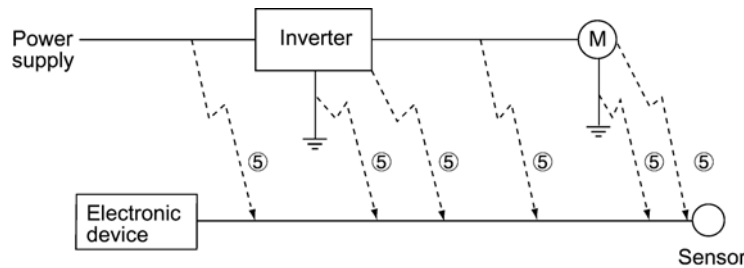 Power
supply
Inverter
M
⑤
⑤
⑤
⑤
⑤
⑤
Electronic
device
Sensor